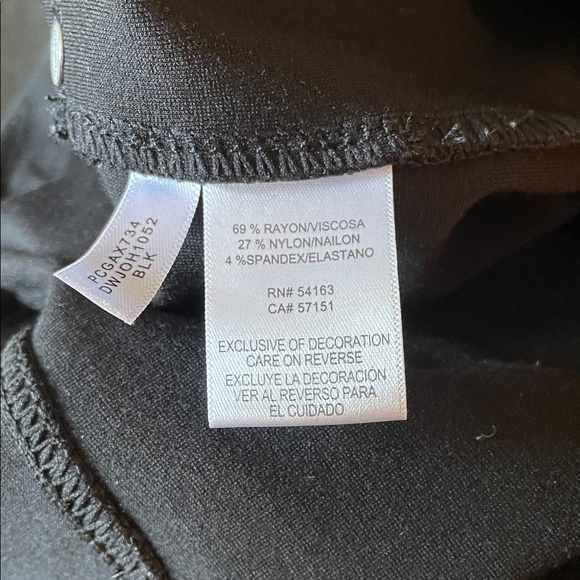 PCGAX734
DWJOH1052
BLK
69 % RAYON/VISCOSA
27 % NYLON/NAILON
4 %SPANDEX/ELASTANO
RN# 54163
CA# 57151
EXCLUSIVE OF DECORATION
CARE ON REVERSE
EXCLUYE LA DECORACIÓN
VER AL REVERSO PARA
EL CUIDADO